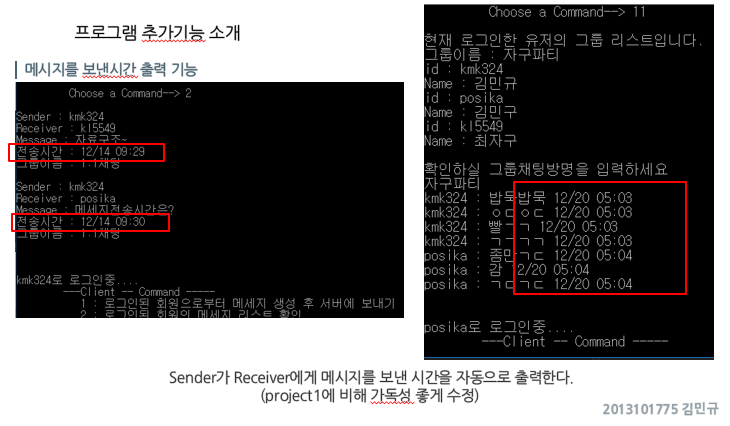 프로그램 추가기능 소개
메시지를 보낸시간 출력 기능
Choose a Command--> 2
Sender : kmk324
Receiver : kl5549
Message : 자료구조~
전송시간 : 12/14 09:29
그룹이름 : 1:1채팅
Sender : kmk324
Receiver : posika
Message : 메세지전송시간은?
전송시간 : 12/14 09:30
그룹이름 : 1:1채팅
kmk324로 로그인중....
---Client -- Command -----
1 : 로그인된 회원으로부터 메세지 생성 후 서버에 보내기
2 : 로그인된 회원의 메세지 리스트 확인
Choose a Command--> 11
현재 로그인한 유저의 그룹 리스트입니다.
그룹이름 : 자구파티
id : kmk324
Name : 김민규
id : posika
Name : 김민구
id : kl5549
Name : 최자구
확인하실 그룹채팅방명을 입력하세요
자구파티
kmk324 : 밥묵밥묵 12/20 05:03
kmk324 : ㅇㄷㅇㄷ 12/20 05:03
kmk324 : 빨ㄱㄱ 12/20 05:03
kmk324 : ㄱㄱㄱㄱ 12/20 05:03
posika : 좀만ㄱㄷ 12/20 05:04
posika : 감 2/20 05:04
posika : ㄱㄷㄱㄷ 12/20 05:04
posika로 로그인중....
---Client -- Command -----
Sender가 Receiver에게 메시지를 보낸 시간을 자동으로 출력한다.
(project1에 비해 가독성 좋게 수정)
2013101775 김민규